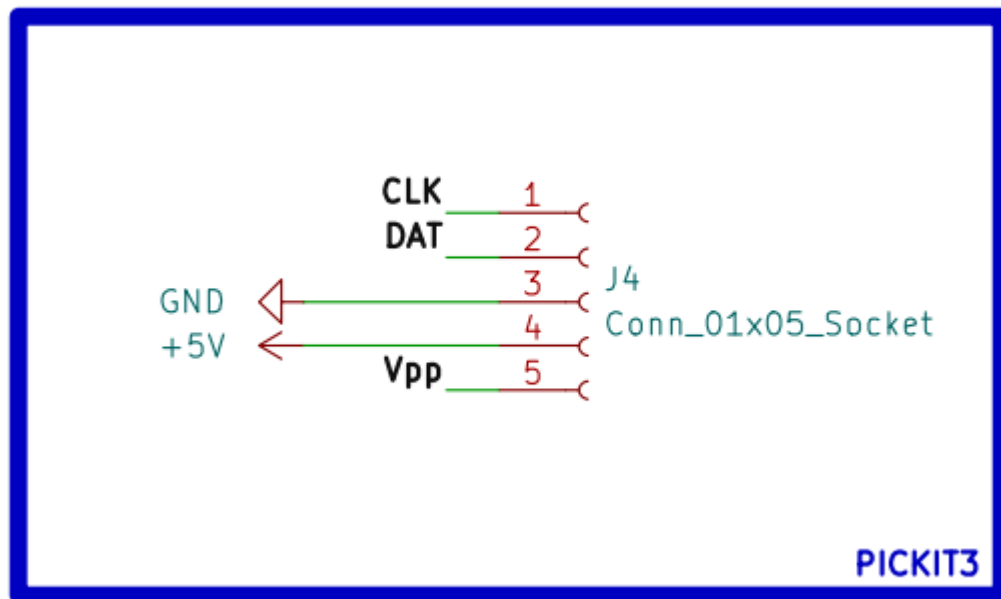 CLK 1
DAT 2
GND 3 J4
+5V 4 Conn_01x05_Socket
Vpp 5
PICKIT3